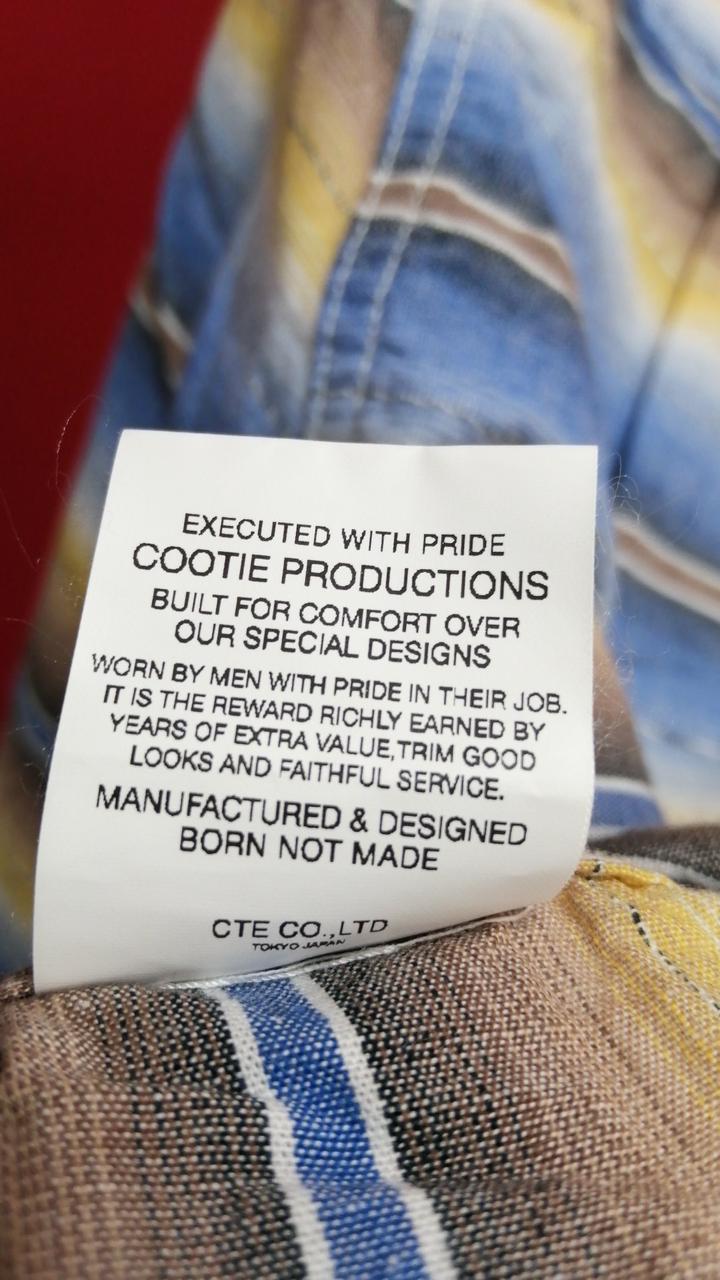 EXECUTED WITH PRIDE
COOTIE PRODUCTIONS
BUILT FOR COMFORT OVER
OUR SPECIAL DESIGNS
WORN BY MEN WITH PRIDE IN THEIR JOB.
IT IS THE REWARD RICHLY EARNED BY
YEARS OF EXTRA VALUE,TRIM GOOD
LOOKS AND FAITHFUL SERVICE.
MANUFACTURED & DESIGNED
BORN NOT MADE
CTE CO.,LTD
TOKYO JAPAN